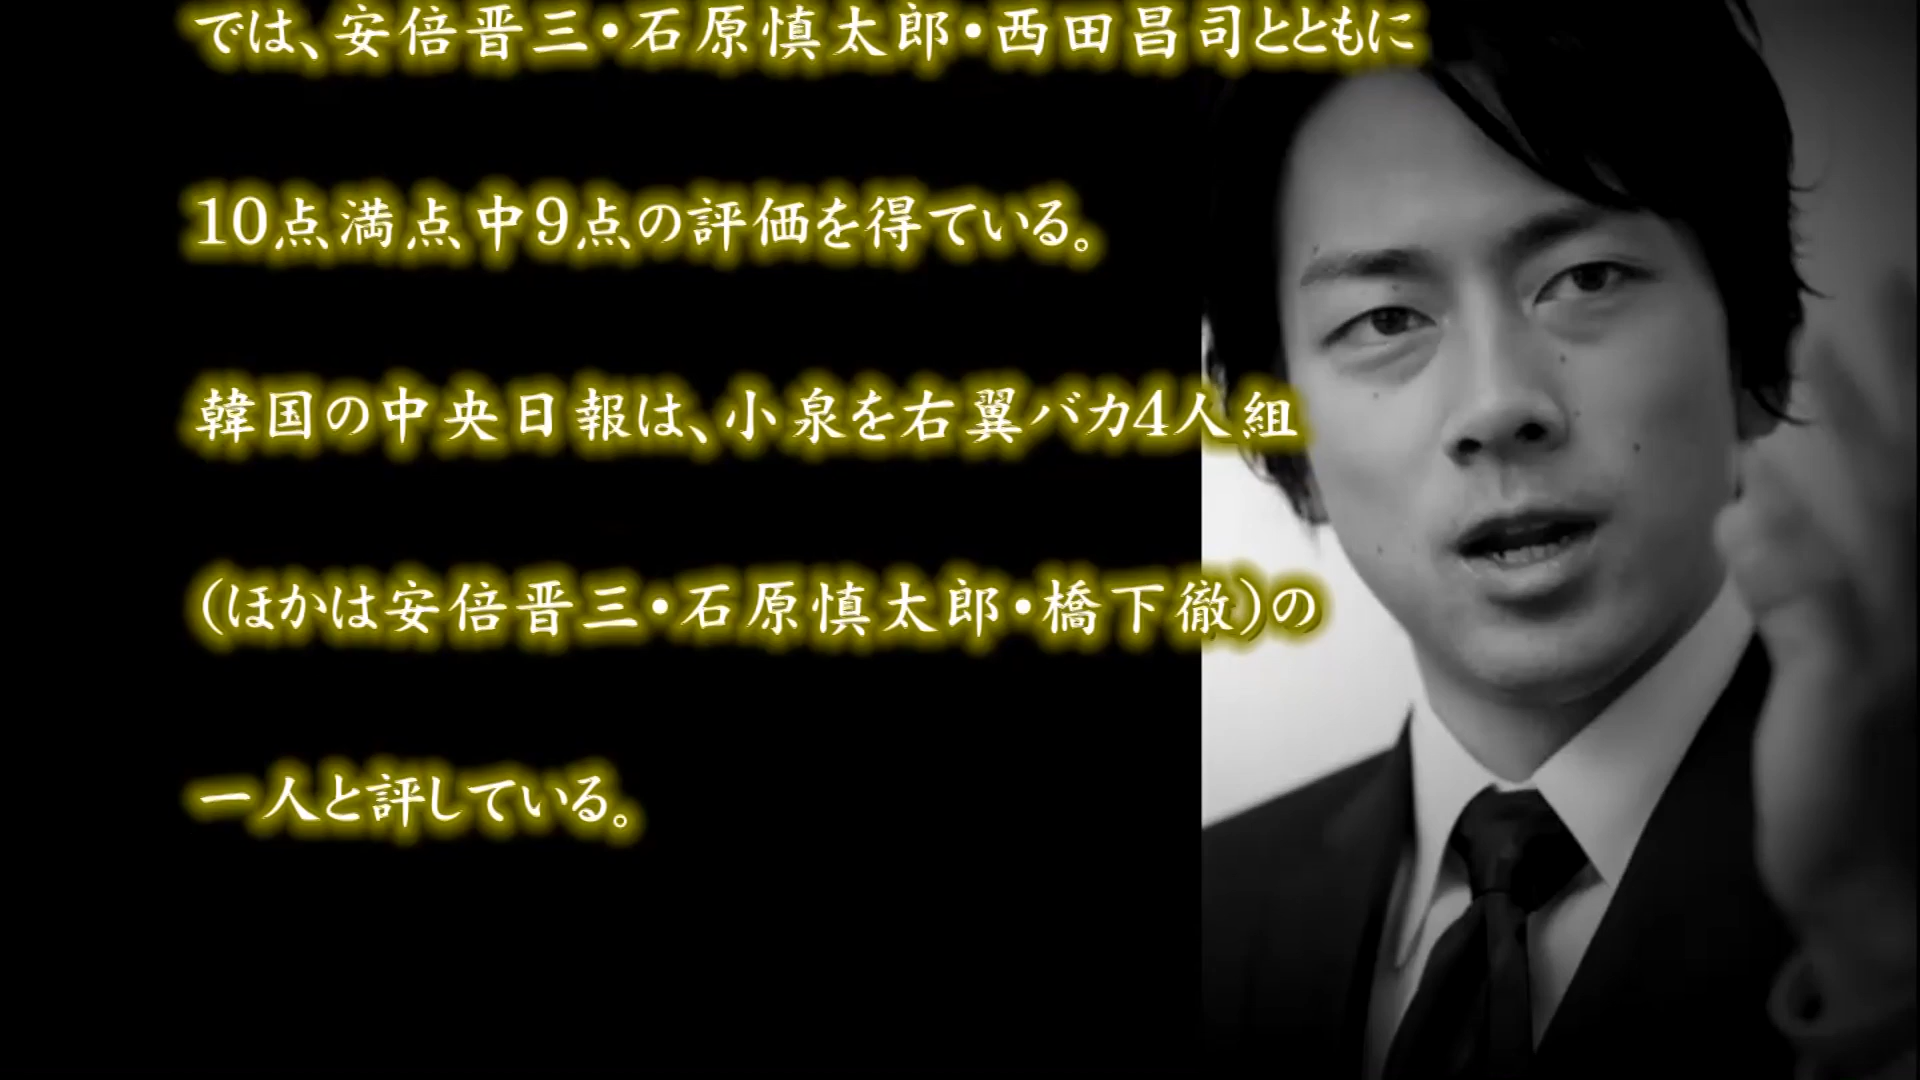 では、安倍晋三・石原慎太郎・西田昌司とともに
10点満点中9点の評価を得ている。
韓国の中央日報は、小泉を右翼バカ4人組
(ほかは安倍晋三・石原慎太郎・橋下徹)の
一人と評している。